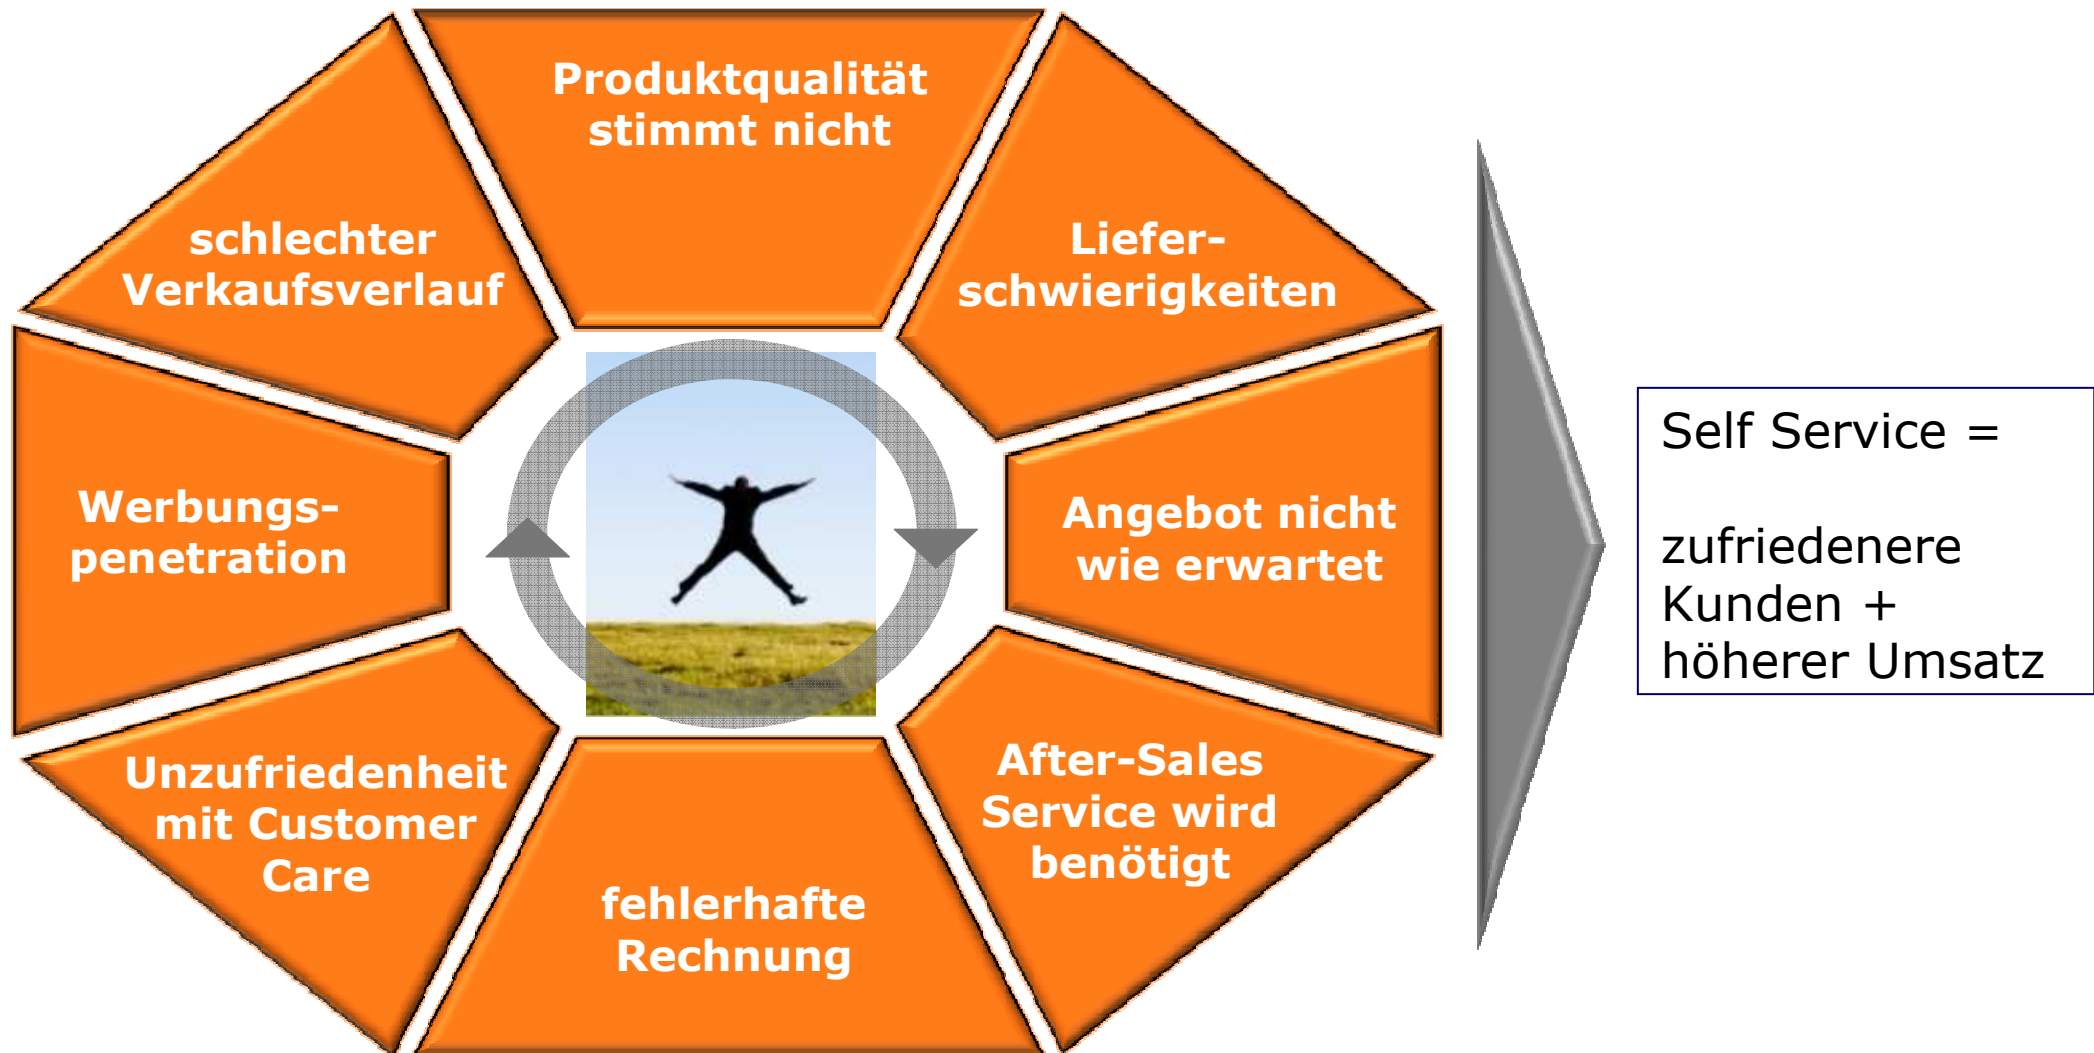 Produktqualität
stimmt nicht
Liefer-
schwierigkeiten
Angebot nicht
wie erwartet
After-Sales
Service wird
benötigt
fehlerhafte
Rechnung
Unzufriedenheit
mit Customer
Care
Werbungs-
penetration
schlechter
Verkaufsverlauf
Self Service =
zufriedenere
Kunden +
höherer Umsatz